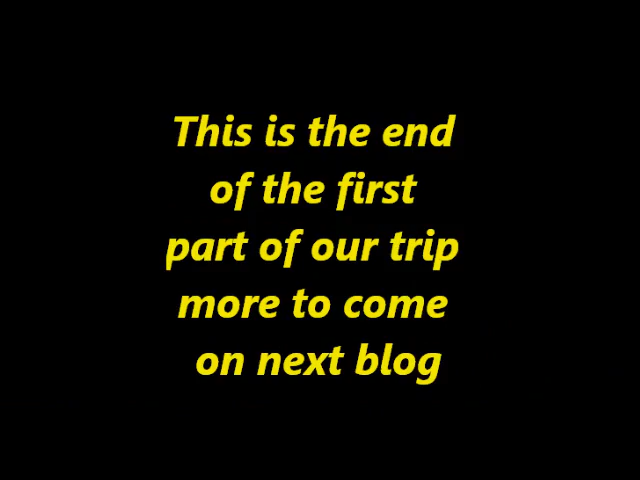 This is the end
of the first
part of our trip
more to come
on next blog